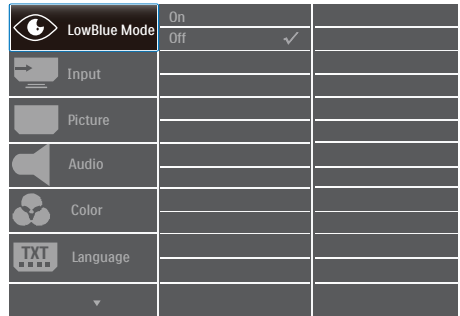 LowBlue Mode
On
Off
Input
Picture
Audio
Color
TXT
Language